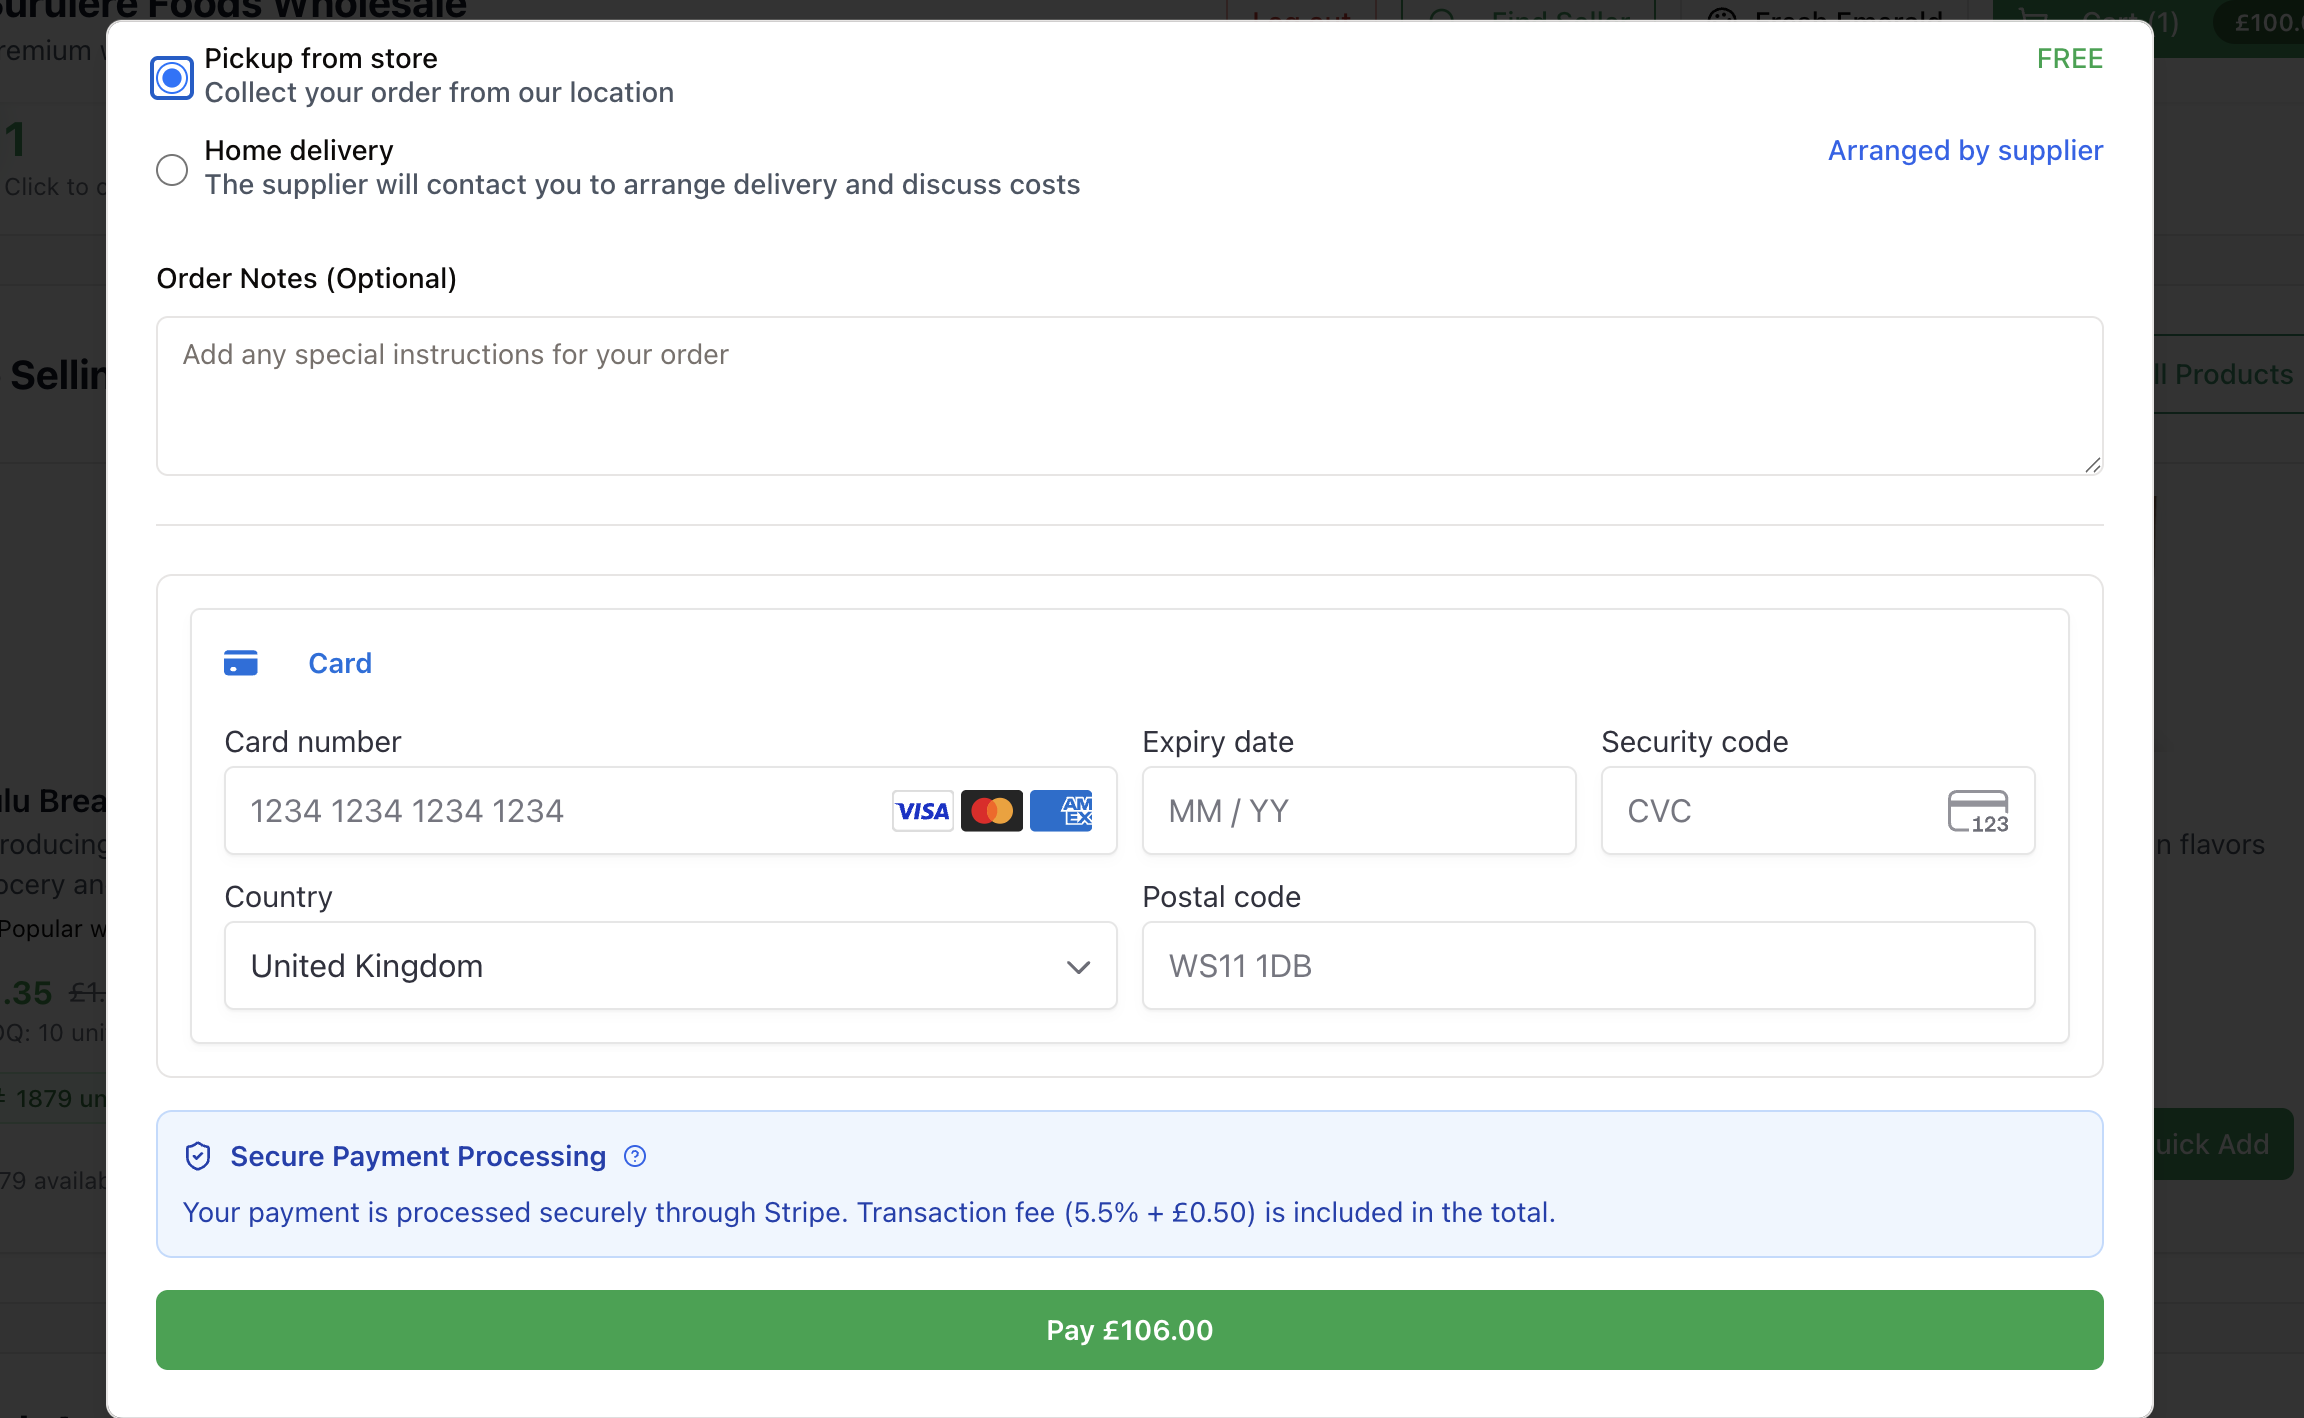 Surulere Foods Wholesale
Log out
Find Seller
Fresh Emerald
Cart (1)
£100.
remium
Pickup from store
FREE
Collect your order from our location
1
Click to
Home delivery
Arranged by supplier
The supplier will contact you to arrange delivery and discuss costs
Order Notes (Optional)
Add any special instructions for your order
Sellin
ll Products
Card
Card number
Expiry date
Security code
1234 1234 1234 1234
VISA
AM
EX
MM / YY
CVC
123
lu Brea
roducing
n flavors
ocery an
Country
Postal code
Popular w
United Kingdom
WS11 1DB
.35 £1.
OQ: 10 uni
1879 un
Secure Payment Processing
?
uick Add
79 availab
Your payment is processed securely through Stripe. Transaction fee (5.5% + £0.50) is included in the total.
Pay £106.00